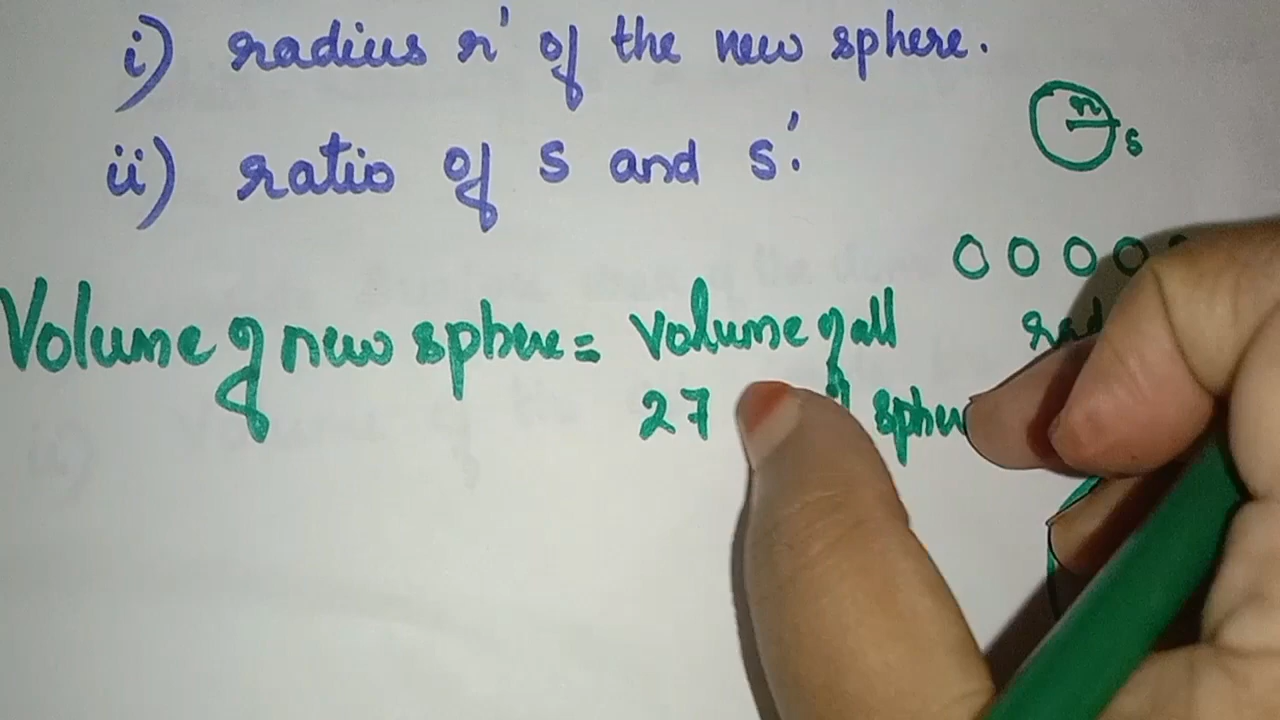 i) radius r' of the new sphere.
ii) ratio of S and S'.
r
S
Volume of new sphere = Volume of all
27